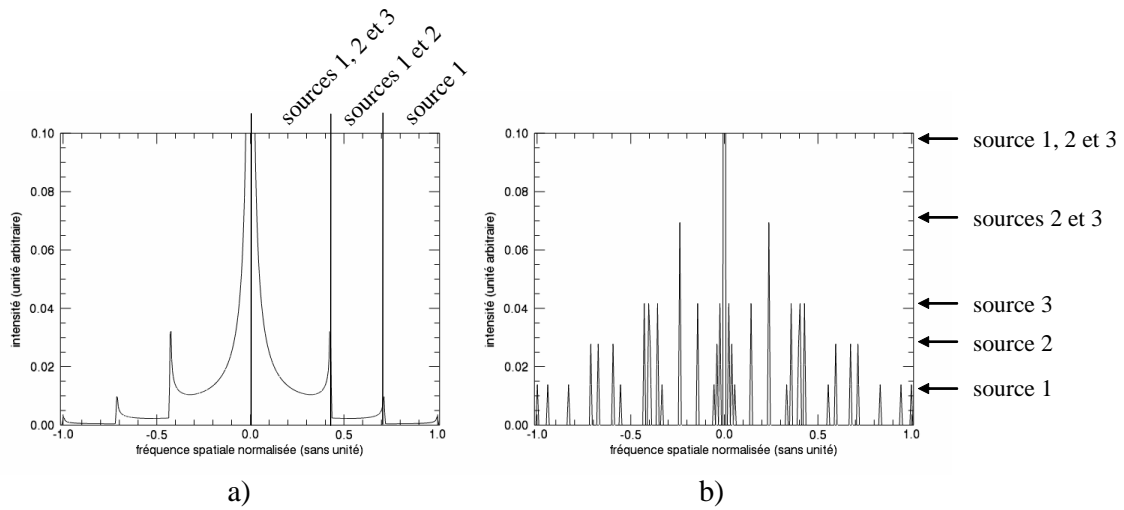 sources 1, 2 et 3
sources 1 et 2
source 1
0.10
0.08
0.06
0.04
0.02
0.00
-1.0
-0.5
0.0
0.5
1.0
intensité (unité arbitraire)
fréquence spatiale normalisée (sans unité)
a)
0.10
0.08
0.06
0.04
0.02
0.00
-1.0
-0.5
0.0
0.5
1.0
intensité (unité arbitraire)
fréquence spatiale normalisée (sans unité)
source 1, 2 et 3
sources 2 et 3
source 3
source 2
source 1
b)